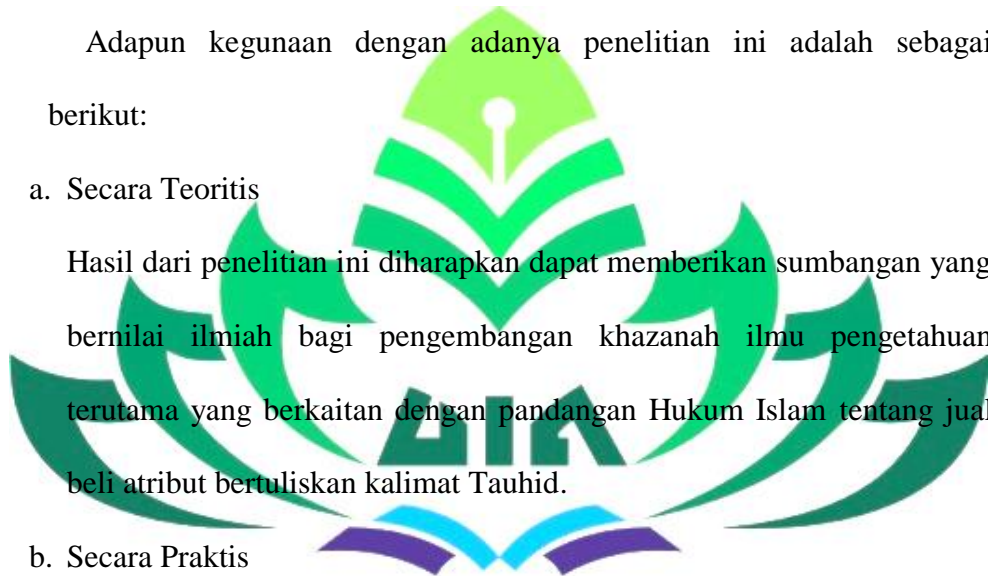 Adapun kegunaan dengan adanya penelitian ini adalah sebagai
berikut:
a. Secara Teoritis
Hasil dari penelitian ini diharapkan dapat memberikan sumbangan yang
bernilai ilmiah bagi pengembangan khazanah ilmu pengetahuan
terutama yang berkaitan dengan pandangan Hukum Islam tentang jual
beli atribut bertuliskan kalimat Tauhid.
b. Secara Praktis